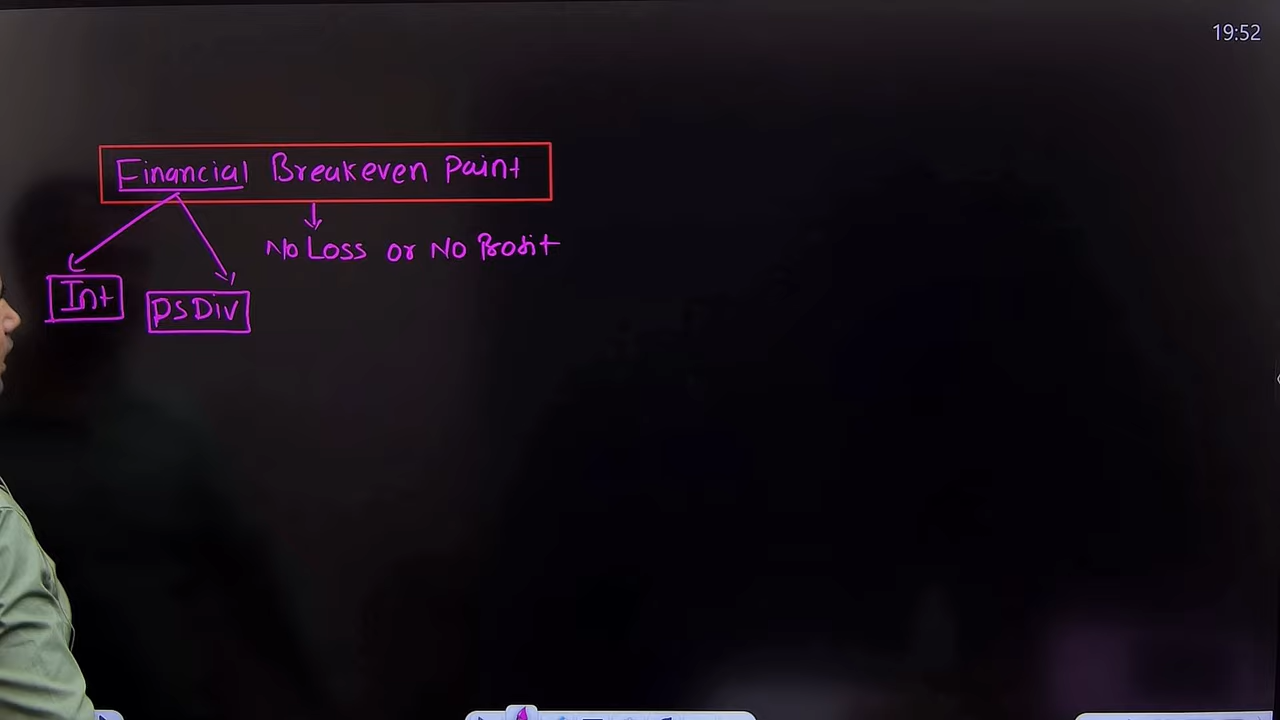 19:52
Financial Breakeven Paint
No Loss or No Profit
Int
PSDiv